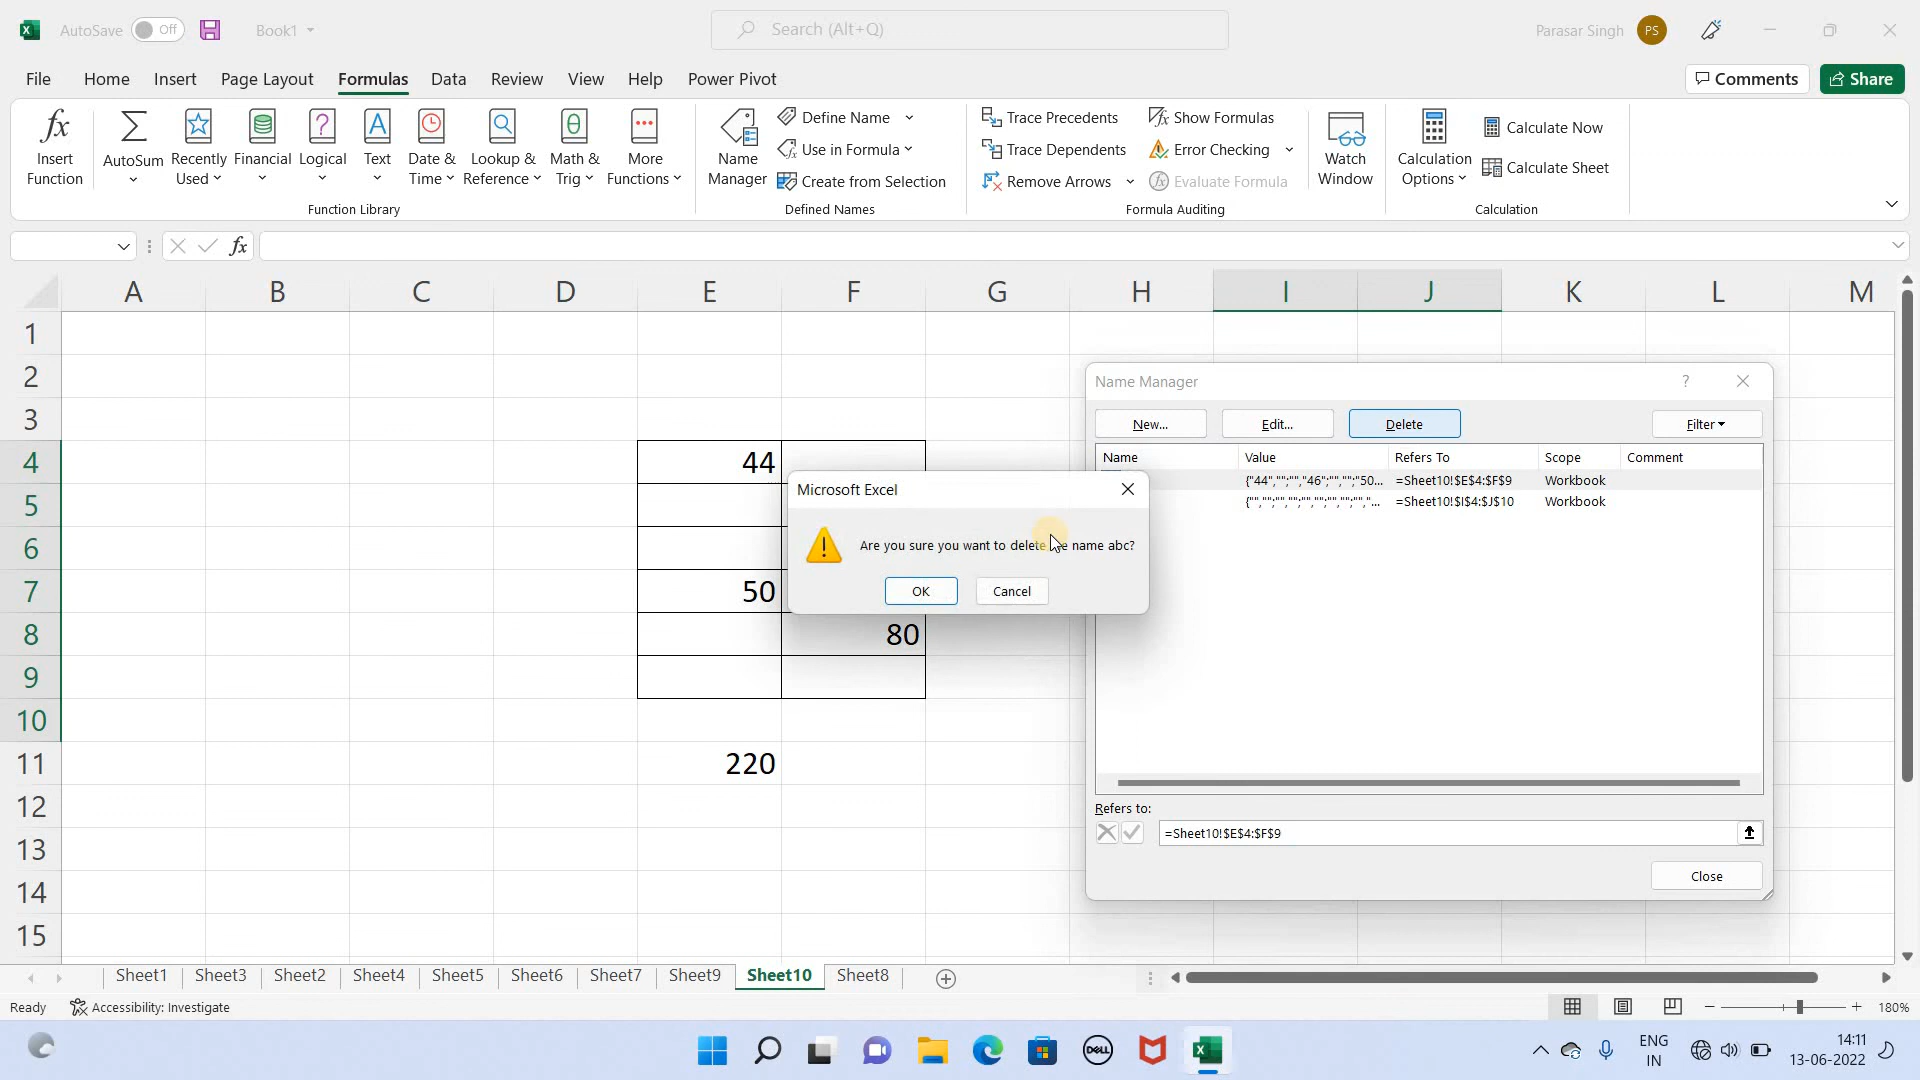 AutoSave Off Book1 Search (Alt+Q) Parasar Singh PS
File Home Insert Page Layout Formulas Data Review View Help Power Pivot Comments Share
Insert Function
AutoSum
Recently Used
Financial
Logical
Text
Date & Time
Lookup & Reference
Math & Trig
More Functions
Function Library
Name Manager
Define Name
Use in Formula
Create from Selection
Defined Names
Trace Precedents
Trace Dependents
Remove Arrows
Show Formulas
Error Checking
Evaluate Formula
Formula Auditing
Watch Window
Calculation Options
Calculate Now
Calculate Sheet
Calculation
fx
A B C D E F G H I J K L M
1
2
3
4 44
5
6
7 50
8 80
9
10
11 220
12
13
14
15
Name Manager ?
New... Edit... Delete Filter
Name Value Refers To Scope Comment
{"44","";"","46";"","";"50... =Sheet10!$E$4:$F$9 Workbook
{"","";"","";"","";"","";"","... =Sheet10!$I$4:$J$10 Workbook
Refers to:
=Sheet10!$E$4:$F$9
Close
Microsoft Excel
Are you sure you want to delete name abc?
OK Cancel
Sheet1 Sheet3 Sheet2 Sheet4 Sheet5 Sheet6 Sheet7 Sheet9 Sheet10 Sheet8
Ready Accessibility: Investigate 180%
DELL
ENG
IN
14:11
13-06-2022